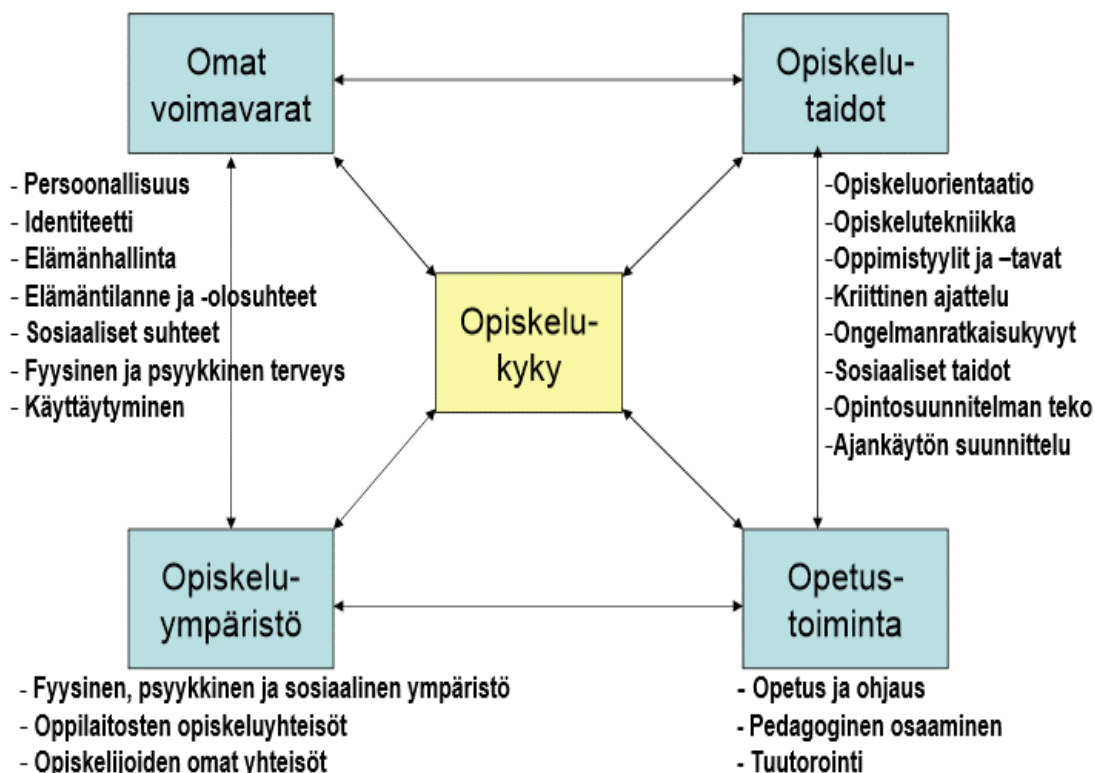 Omat
voimavarat
- Persoonallisuus
- Identiteetti
- Elämänhallinta
- Elämäntilanne ja -olosuhteet
- Sosiaaliset suhteet
- Fyysinen ja psyykkinen terveys
- Käyttäytyminen
Opiskelu-
taidot
-Opiskeluorientaatio
-Opiskelutekniikka
-Oppimistyylit ja –tavat
-Kriittinen ajattelu
-Ongelmanratkaisukyvyt
-Sosiaaliset taidot
-Opintosuunnitelman teko
-Ajankäytön suunnittelu
Opiskelu-
kyky
Opiskelu-
ympäristö
- Fyysinen, psyykkinen ja sosiaalinen ympäristö
- Oppilaitosten opiskeluyhteisöt
- Opiskelijoiden omat yhteisöt
Opetus-
toiminta
- Opetus ja ohjaus
- Pedagoginen osaaminen
- Tuutorointi